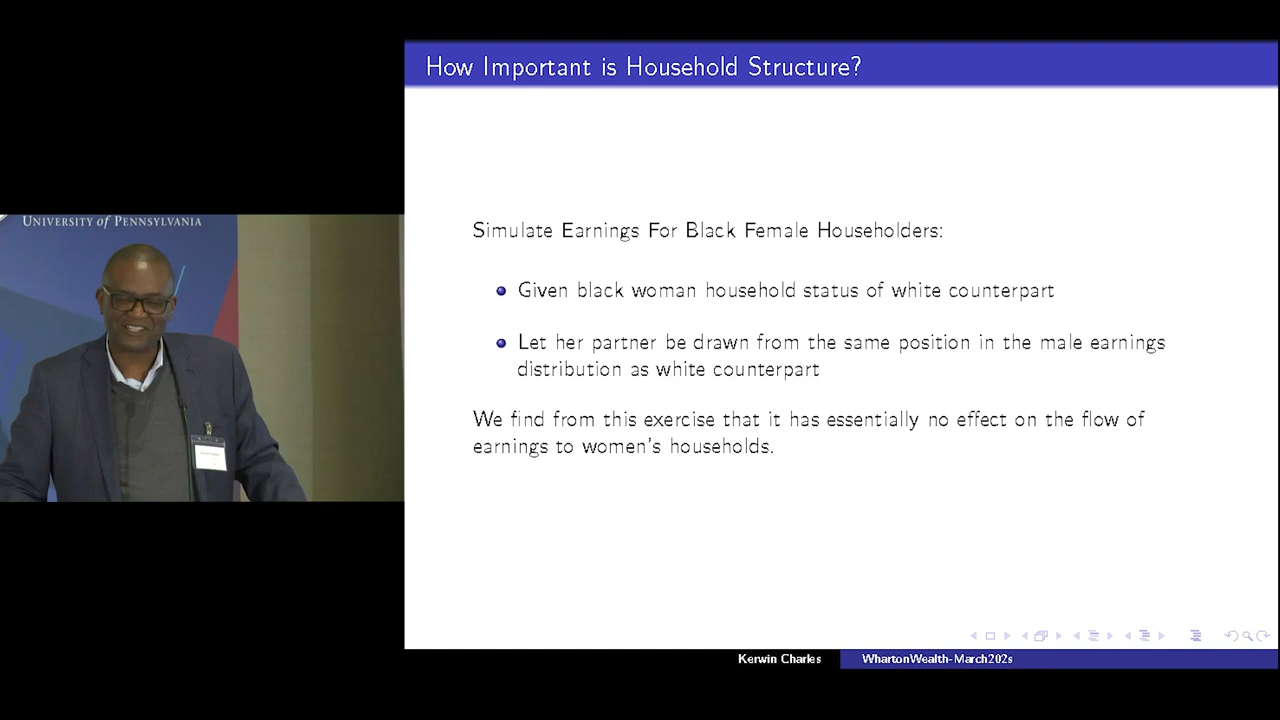 How Important is Household Structure?
UNIVERSITY of PENNSYLVANIA
Simulate Earnings For Black Female Householders:
Given black woman household status of white counterpart
Let her partner be drawn from the same position in the male earnings
distribution as white counterpart
We find from this exercise that it has essentially no effect on the flow of
earnings to women's households.
Kerwin Charles
WhartonWealth-March202s